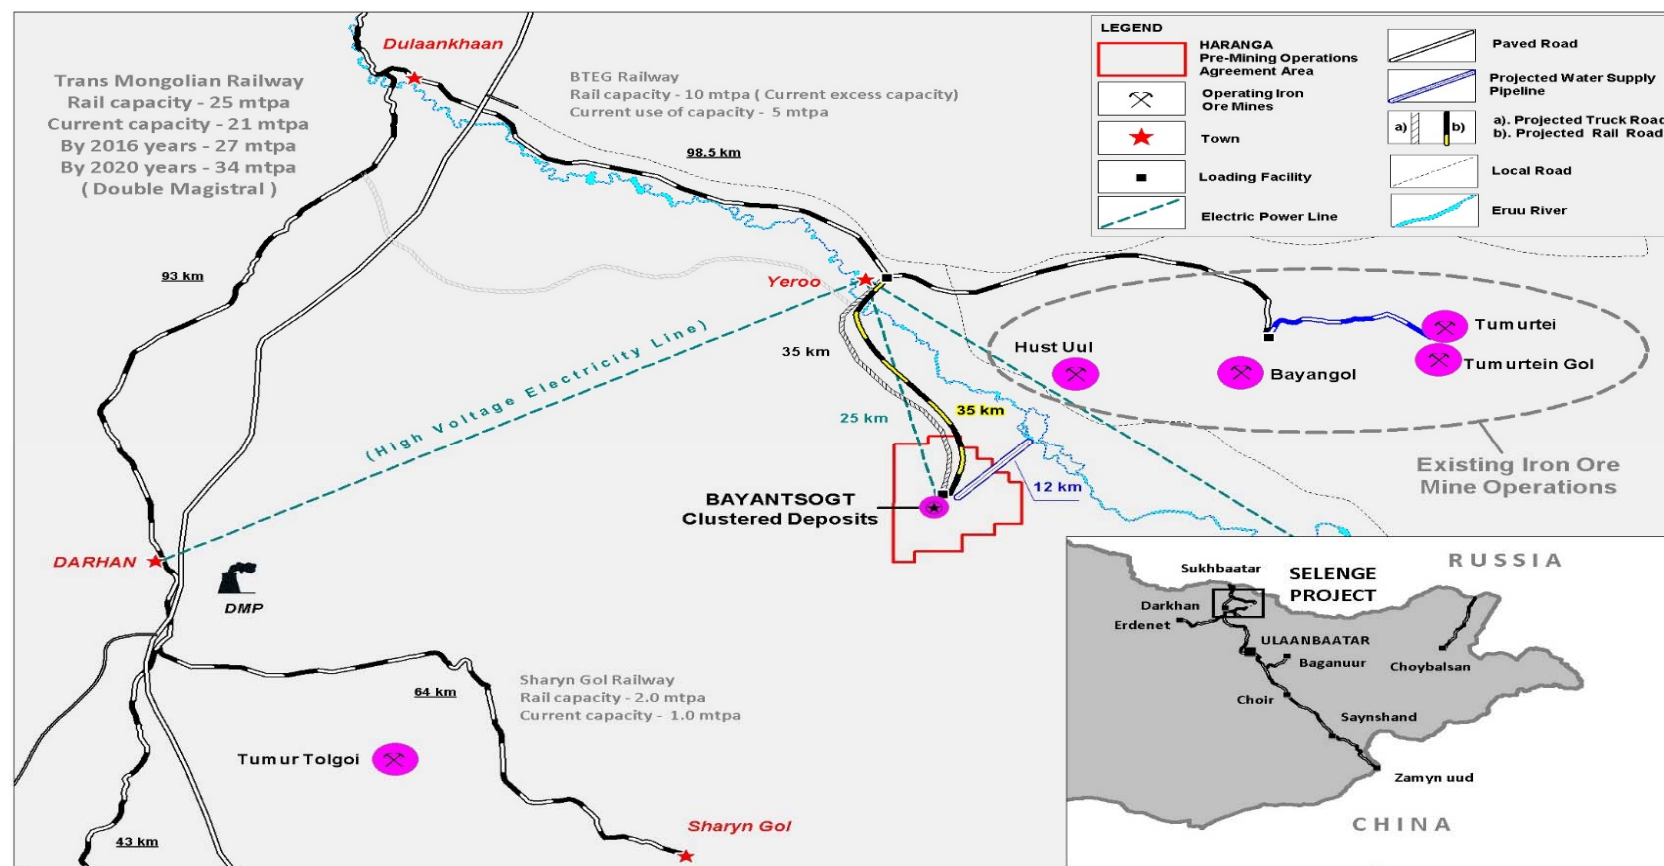 Dulaankhaan
Trans Mongolian Railway
Rail capacity - 25 mtpa
Current capacity - 21 mtpa
By 2016 years - 27 mtpa
By 2020 years - 34 mtpa
( Double Magistral )
BTEG Railway
Rail capacity - 10 mtpa ( Current excess capacity)
Current use of capacity - 5 mtpa
98.5 km
LEGEND
HARANGA
Pre-Mining Operations
Agreement Area
Operating Iron
Ore Mines
Town
Loading Facility
Electric Power Line
Paved Road
Projected Water Supply
Pipeline
a) b)
a). Projected Truck Road
b). Projected Rail Road
Local Road
Eruu River
93 km
Yeroo
(High Voltage Electricity Line)
35 km
25 km
35 km
12 km
Hust Uul
Bayangol
Tumurtei
Tumurtein Gol
Existing Iron Ore
Mine Operations
BAYANTSOGT
Clustered Deposits
DARHAN
DMP
64 km
Sharyn Gol Railway
Rail capacity - 2.0 mtpa
Current capacity - 1.0 mtpa
Tumur Tolgoi
Sharyn Gol
43 km
RUSSIA
SELENGE
PROJECT
Sukhbaatar
Darkhan
Erdenet
ULAANBAATAR
Baganuur
Choybalsan
Choir
Saynshand
Zamyn uud
CHINA